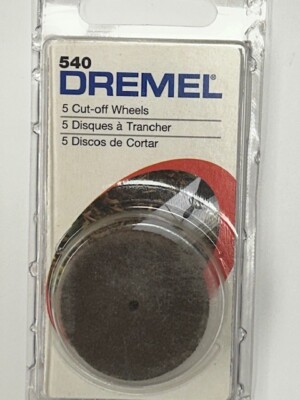 540
DREMEL®
5 Cut-off Wheels
5 Disques à Trancher
5 Discos de Cortar